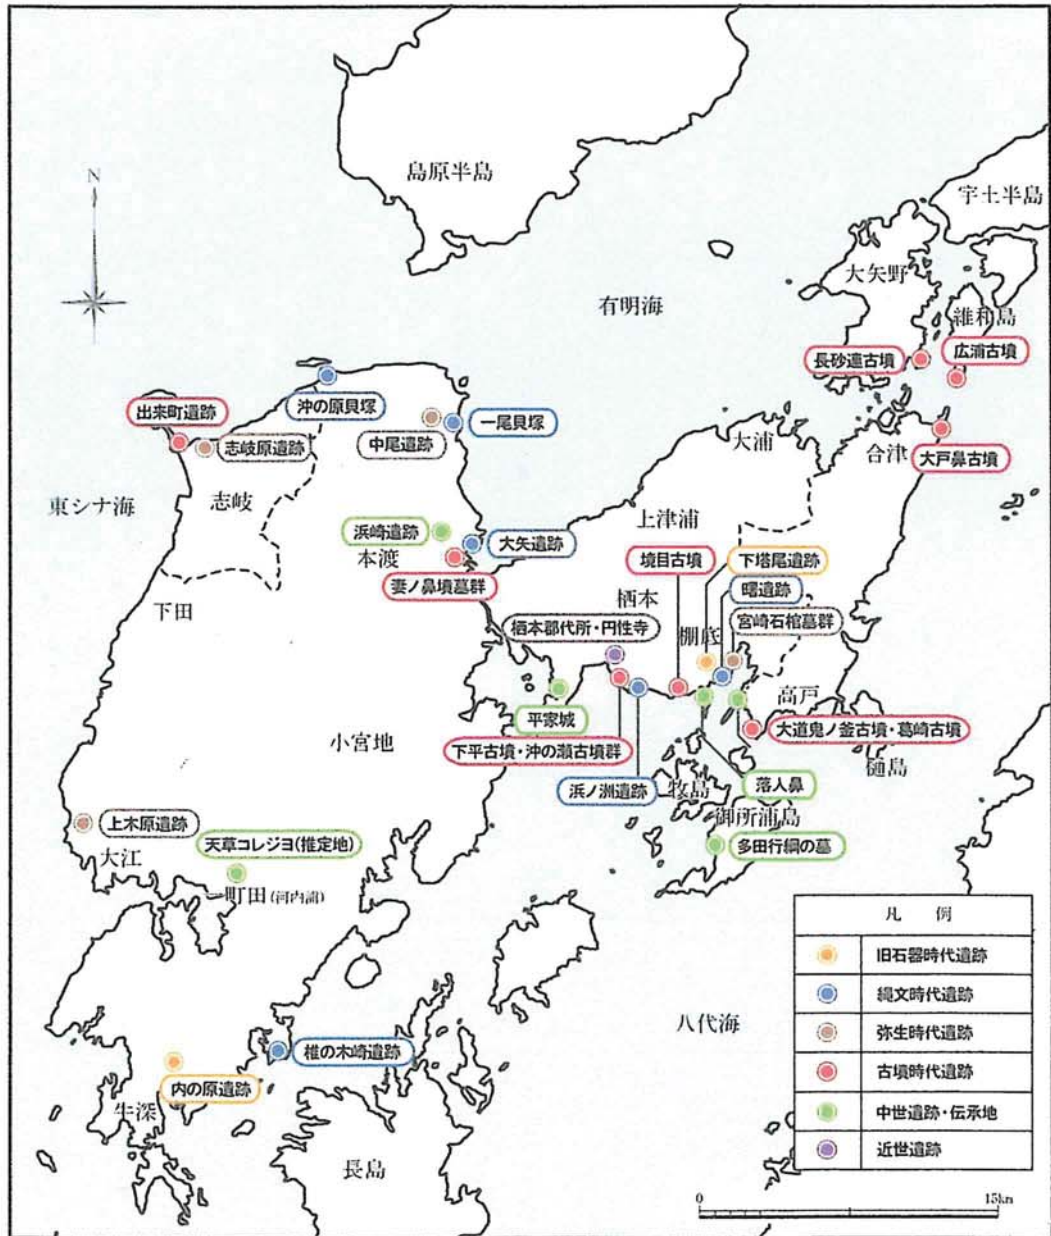 島原半島
N
宇土半島
大矢野
有明海
維和島
長砂連古墳
広浦古墳
出来町遺跡
沖の原貝塚
一尾貝塚
中尾遺跡
志岐原遺跡
大浦
合津
大戸鼻古墳
東シナ海
志岐
上津浦
浜崎遺跡
大矢遺跡
本渡
境目古墳
下塔尾遺跡
妻ノ鼻墳墓群
曙遺跡
下田
栖本
宮崎石棺墓群
栖本郡代所・円性寺
棚底
高戸
平家城
大道鬼ノ釜古墳・葛崎古墳
小宮地
下平古墳・沖の瀬古墳群
樋島
落人鼻
浜ノ洲遺跡
牧島
御所浦島
上木原遺跡
天草コレジヨ(推定地)
多田行綱の墓
大江
一町田(河内浦)
凡 例
旧石器時代遺跡
縄文時代遺跡
八代海
弥生時代遺跡
椎の木崎遺跡
古墳時代遺跡
内の原遺跡
牛深
中世遺跡・伝承地
近世遺跡
長島
0 15km